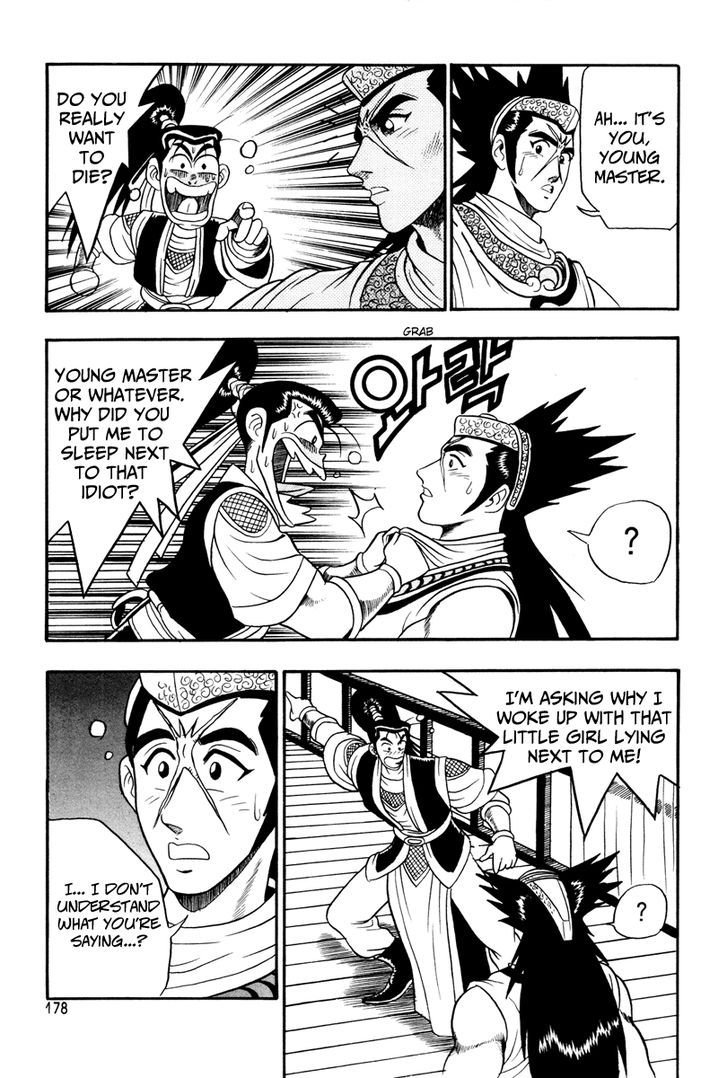 DO YOU
REALLY
WANT
TO
DIE?
AH... IT'S
YOU,
YOUNG
MASTER.
GRAB
와락
YOUNG MASTER
OR WHATEVER.
WHY DID YOU
PUT ME TO
SLEEP NEXT
TO THAT
IDIOT?
?
I'M ASKING WHY I
WOKE UP WITH THAT
LITTLE GIRL LYING
NEXT TO ME!
?
I... I DON'T
UNDERSTAND
WHAT YOU'RE
SAYING...?
178